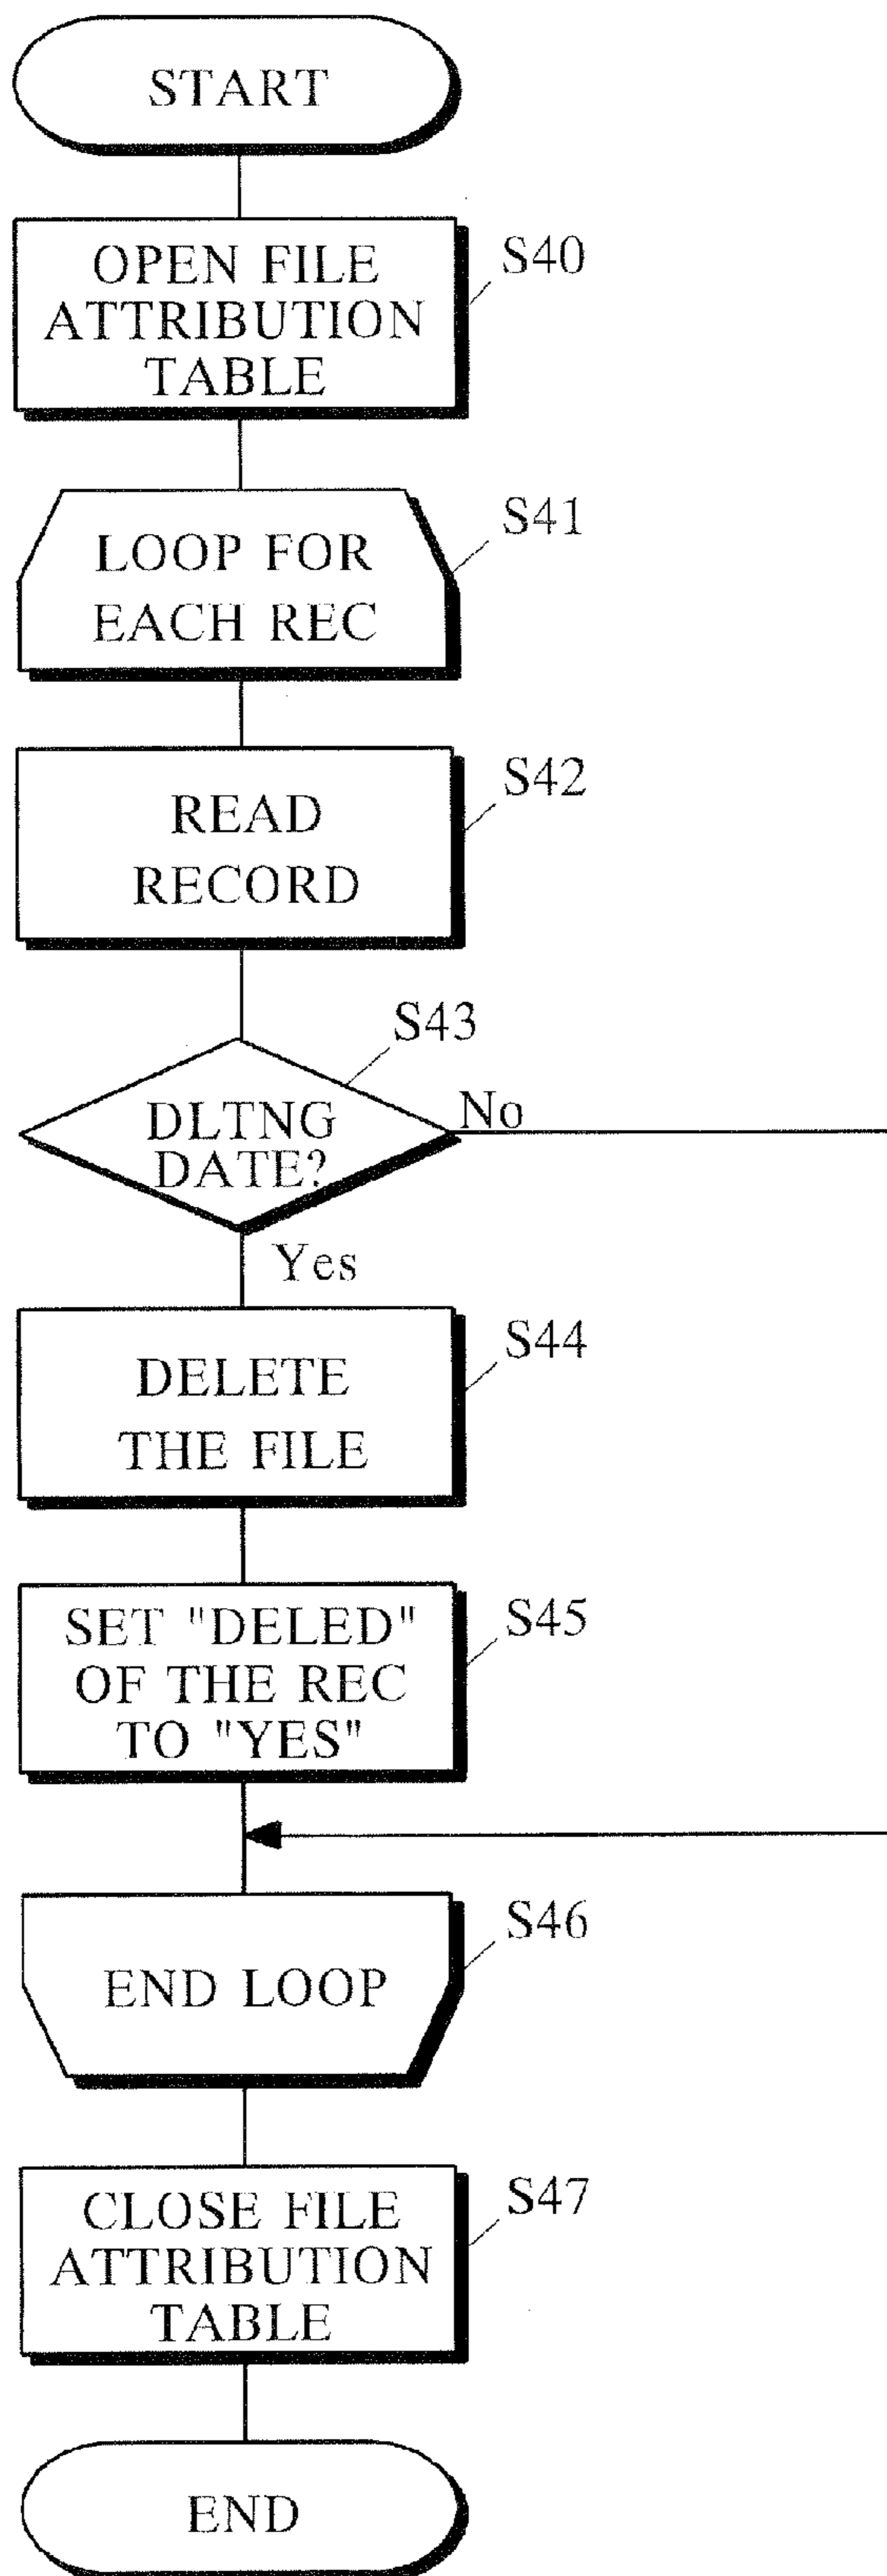 START
OPEN FILE
ATTRIBUTION
TABLE
S40
LOOP FOR
EACH REC
S41
READ
RECORD
S42
DLTNG
DATE?
S43
No
Yes
DELETE
THE FILE
S44
SET "DELED"
OF THE REC
TO "YES"
S45
END LOOP
S46
CLOSE FILE
ATTRIBUTION
TABLE
S47
END